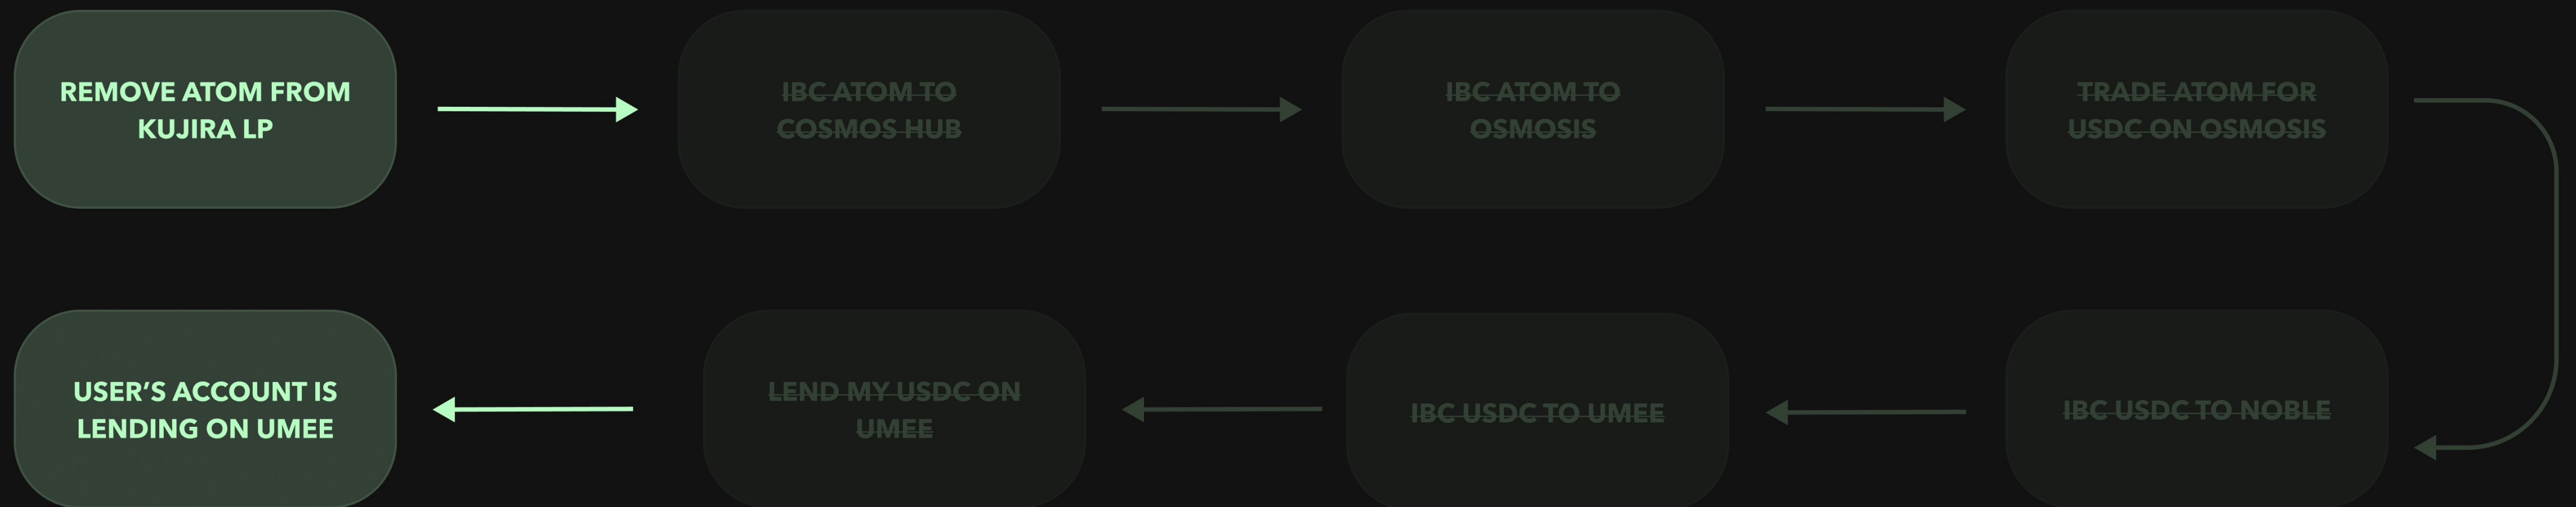 REMOVE ATOM FROM
KUJIRA LP
IBC ATOM TO
COSMOS HUB
IBC ATOM TO
OSMOSIS
TRADE ATOM FOR
USDC ON OSMOSIS
IBC USDC TO NOBLE
IBC USDC TO UMEE
LEND MY USDC ON
UMEE
USER’S ACCOUNT IS
LENDING ON UMEE